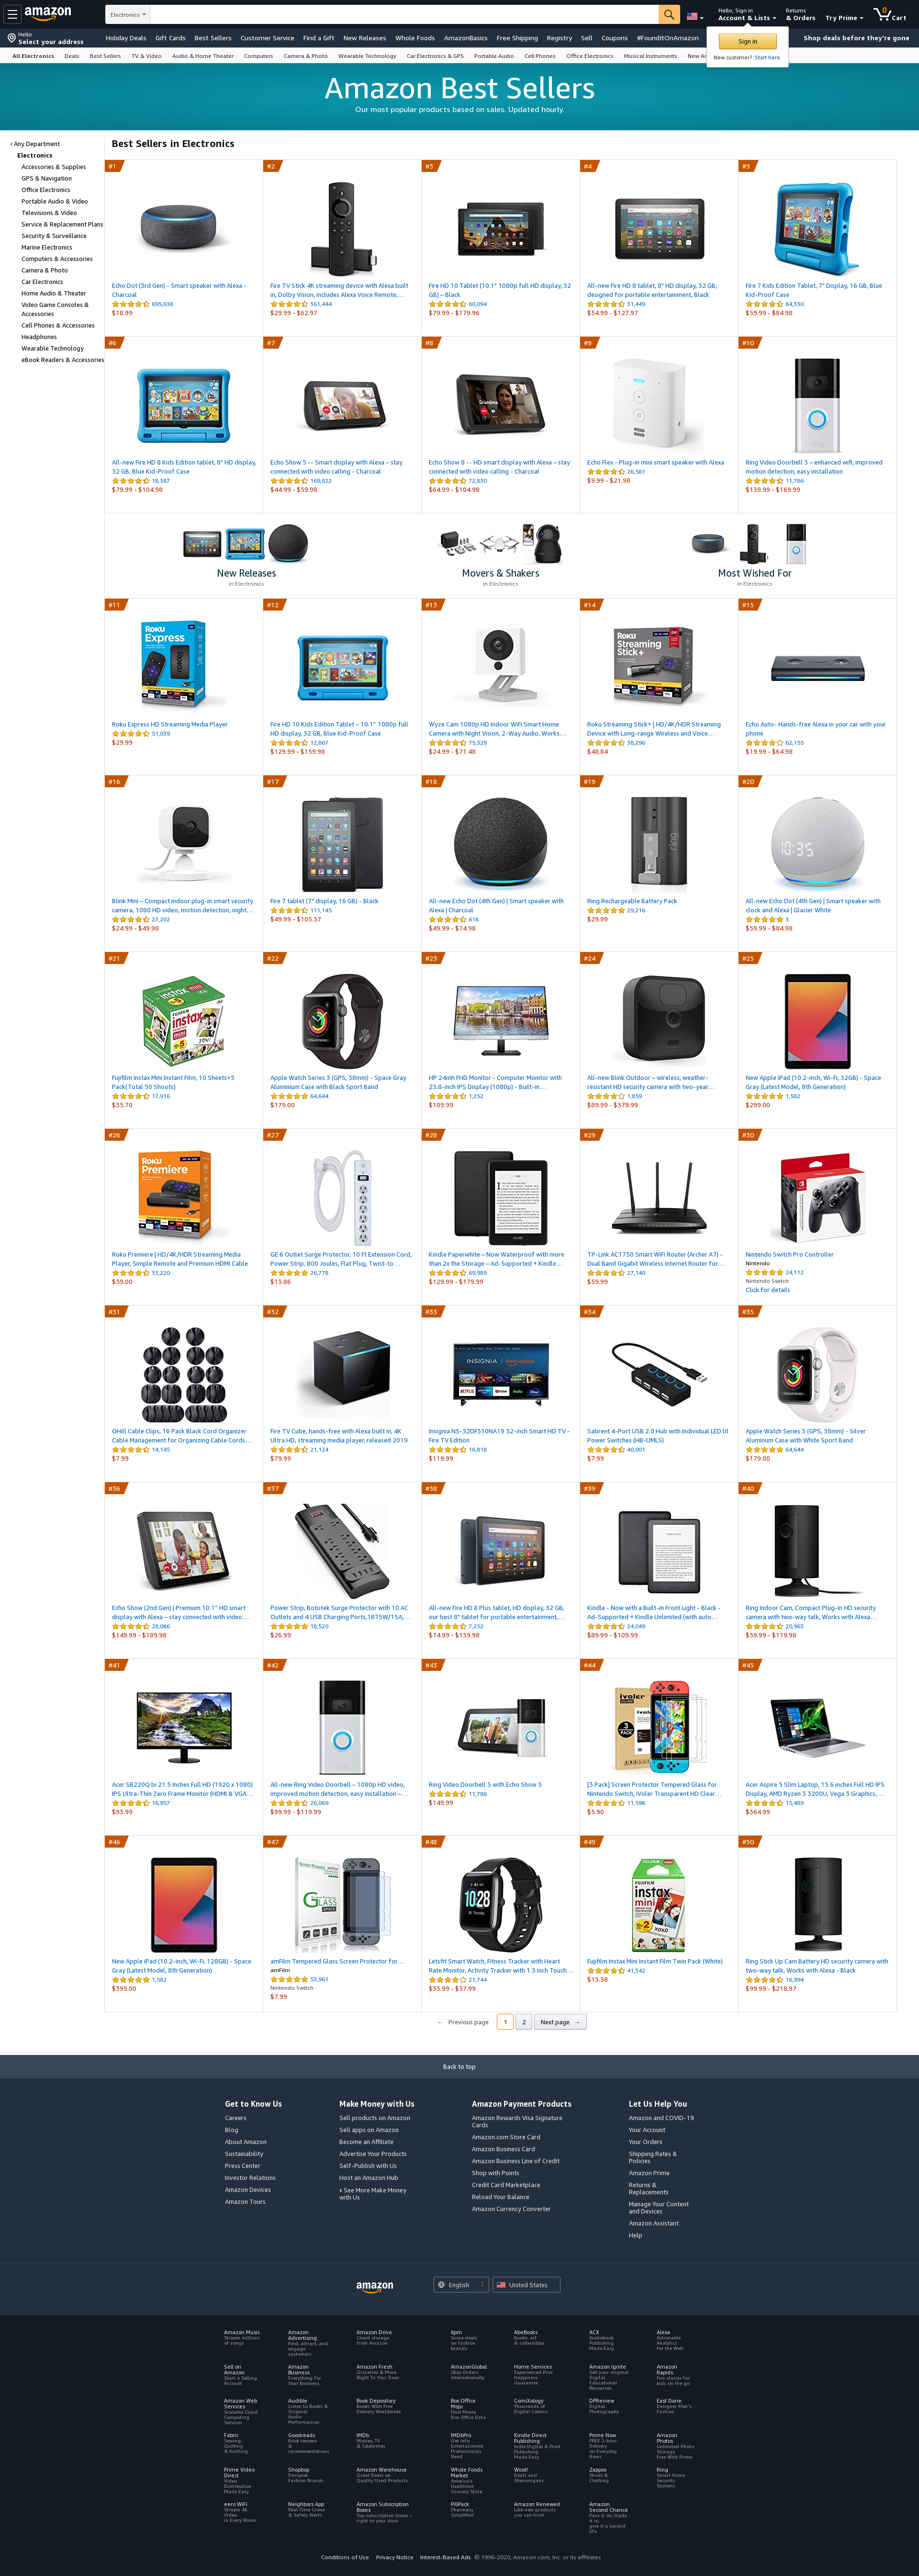 amazon
Electronics
Hello, Sign in
Account & Lists
Returns
& Orders
Try Prime
0
Cart
Hello
Select your address
Holiday Deals
Gift Cards
Best Sellers
Customer Service
Find a Gift
New Releases
Whole Foods
AmazonBasics
Free Shipping
Registry
Sell
Coupons
#FoundItOnAmazon
Shop deals before they're gone
Sign in
New customer? Start here.
All Electronics
Deals
Best Sellers
TV & Video
Audio & Home Theater
Computers
Camera & Photo
Wearable Technology
Car Electronics & GPS
Portable Audio
Cell Phones
Office Electronics
Musical Instruments
Amazon Best Sellers
Our most popular products based on sales. Updated hourly.
‹ Any Department
Electronics
Accessories & Supplies
GPS & Navigation
Office Electronics
Portable Audio & Video
Televisions & Video
Service & Replacement Plans
Security & Surveillance
Marine Electronics
Computers & Accessories
Camera & Photo
Car Electronics
Home Audio & Theater
Video Game Consoles &
Accessories
Cell Phones & Accessories
Headphones
Wearable Technology
eBook Readers & Accessories
Best Sellers in Electronics
#1
Echo Dot (3rd Gen) - Smart speaker with Alexa -
Charcoal
695,638
$18.99
#2
Fire TV Stick 4K streaming device with Alexa built
in, Dolby Vision, includes Alexa Voice Remote,…
361,444
$29.99 - $62.97
#3
Fire HD 10 Tablet (10.1" 1080p full HD display, 32
GB) – Black
80,094
$79.99 - $179.96
#4
All-new Fire HD 8 tablet, 8" HD display, 32 GB,
designed for portable entertainment, Black
31,449
$54.99 - $127.97
#5
Fire 7 Kids Edition Tablet, 7" Display, 16 GB, Blue
Kid-Proof Case
84,330
$59.99 - $84.98
#6
All-new Fire HD 8 Kids Edition tablet, 8" HD display,
32 GB, Blue Kid-Proof Case
18,387
$79.99 - $104.98
#7
Echo Show 5 -- Smart display with Alexa – stay
connected with video calling - Charcoal
169,822
$44.99 - $59.98
#8
Grandma
Echo Show 8 -- HD smart display with Alexa – stay
connected with video calling - Charcoal
72,830
$64.99 - $104.98
#9
Echo Flex - Plug-in mini smart speaker with Alexa
26,581
$9.99 - $21.98
#10
ring
Ring Video Doorbell 3 – enhanced wifi, improved
motion detection, easy installation
11,786
$139.99 - $169.99
New Releases
in Electronics
Movers & Shakers
in Electronics
Most Wished For
in Electronics
#11
Roku
Express
Roku Express HD Streaming Media Player
51,059
$29.99
#12
Fire HD 10 Kids Edition Tablet – 10.1" 1080p full
HD display, 32 GB, Blue Kid-Proof Case
12,867
$129.99 - $159.98
#13
Wyze Cam 1080p HD Indoor WiFi Smart Home
Camera with Night Vision, 2-Way Audio, Works…
75,329
$24.99 - $71.48
#14
Roku
Streaming
Stick+
Roku Streaming Stick+ | HD/4K/HDR Streaming
Device with Long-range Wireless and Voice…
38,296
$48.84
#15
Echo Auto- Hands-free Alexa in your car with your
phone
62,155
$19.99 - $64.98
#16
Blink Mini – Compact indoor plug-in smart security
camera, 1080 HD video, motion detection, night…
27,202
$24.99 - $49.98
#17
Fire 7 tablet (7" display, 16 GB) - Black
111,145
$49.99 - $105.37
#18
All-new Echo Dot (4th Gen) | Smart speaker with
Alexa | Charcoal
618
$49.99 - $74.98
#19
ring
Ring Rechargeable Battery Pack
29,216
$29.99
#20
All-new Echo Dot (4th Gen) | Smart speaker with
clock and Alexa | Glacier White
3
$59.99 - $84.98
#21
FUJIFILM
instax
mini
Fujifilm Instax Mini Instant Film, 10 Sheets×5
Pack(Total 50 Shoots)
17,916
$35.70
#22
Apple Watch Series 3 (GPS, 38mm) - Space Gray
Aluminium Case with Black Sport Band
64,644
$179.00
#23
HP 24mh FHD Monitor - Computer Monitor with
23.8-inch IPS Display (1080p) - Built-in…
1,252
$109.99
#24
All-new Blink Outdoor – wireless, weather-
resistant HD security camera with two-year…
1,859
$89.99 - $379.99
#25
New Apple iPad (10.2-inch, Wi-Fi, 32GB) - Space
Gray (Latest Model, 8th Generation)
1,582
$299.00
#26
Roku
Premiere
Roku Premiere | HD/4K/HDR Streaming Media
Player, Simple Remote and Premium HDMI Cable
33,220
$39.00
#27
GE 6 Outlet Surge Protector, 10 Ft Extension Cord,
Power Strip, 800 Joules, Flat Plug, Twist-to…
26,778
$13.86
#28
Kindle Paperwhite – Now Waterproof with more
than 2x the Storage – Ad-Supported + Kindle…
69,989
$129.99 - $179.99
#29
TP-Link AC1750 Smart WiFi Router (Archer A7) -
Dual Band Gigabit Wireless Internet Router for…
27,140
$59.99
#30
Nintendo Switch Pro Controller
Nintendo
24,112
Nintendo Switch
Click for details
#31
OHill Cable Clips, 16 Pack Black Cord Organizer
Cable Management for Organizing Cable Cords…
14,145
$7.99
#32
Fire TV Cube, hands-free with Alexa built in, 4K
Ultra HD, streaming media player, released 2019
21,124
$79.99
#33
INSIGNIA
Insignia NS-32DF310NA19 32-inch Smart HD TV -
Fire TV Edition
16,818
$119.99
#34
Sabrent 4-Port USB 2.0 Hub with Individual LED lit
Power Switches (HB-UMLS)
40,001
$7.99
#35
Apple Watch Series 3 (GPS, 38mm) - Silver
Aluminum Case with White Sport Band
64,644
$179.00
#36
Echo Show (2nd Gen) | Premium 10.1" HD smart
display with Alexa – stay connected with video…
28,086
$149.99 - $189.98
#37
Power Strip, Bototek Surge Protector with 10 AC
Outlets and 4 USB Charging Ports,1875W/15A,…
18,520
$26.99
#38
All-new Fire HD 8 Plus tablet, HD display, 32 GB,
our best 8" tablet for portable entertainment,…
7,252
$74.99 - $159.98
#39
Kindle - Now with a Built-in Front Light - Black -
Ad-Supported + Kindle Unlimited (with auto…
24,049
$89.99 - $109.99
#40
Ring Indoor Cam, Compact Plug-In HD security
camera with two-way talk, Works with Alexa…
20,963
$59.99 - $119.98
#41
Acer SB220Q bi 21.5 Inches Full HD (1920 x 1080)
IPS Ultra-Thin Zero Frame Monitor (HDMI & VGA…
16,957
$93.99
#42
All-new Ring Video Doorbell – 1080p HD video,
improved motion detection, easy installation –…
26,069
$99.99 - $119.99
#43
Ring Video Doorbell 3 with Echo Show 5
11,786
$149.99
#44
ivoler
[3 Pack] Screen Protector Tempered Glass for
Nintendo Switch, iVoler Transparent HD Clear…
11,598
$5.90
#45
Acer Aspire 5 Slim Laptop, 15.6 inches Full HD IPS
Display, AMD Ryzen 3 3200U, Vega 3 Graphics,…
15,489
$364.99
#46
New Apple iPad (10.2-inch, Wi-Fi, 128GB) - Space
Gray (Latest Model, 8th Generation)
1,582
$395.00
#47
GLASS
amFilm Tempered Glass Screen Protector for…
amFilm
53,961
Nintendo Switch
$7.99
#48
10:28
Letsfit Smart Watch, Fitness Tracker with Heart
Rate Monitor, Activity Tracker with 1.3 Inch Touch…
21,744
$35.99 - $37.99
#49
FUJIFILM
instax
mini
Fujifilm Instax Mini Instant Film Twin Pack (White)
41,342
$13.38
#50
Ring Stick Up Cam Battery HD security camera with
two-way talk, Works with Alexa - Black
16,994
$99.99 - $218.97
← Previous page
1
2
Next page →
Back to top
Get to Know Us
Careers
Blog
About Amazon
Sustainability
Press Center
Investor Relations
Amazon Devices
Amazon Tours
Make Money with Us
Sell products on Amazon
Sell apps on Amazon
Become an Affiliate
Advertise Your Products
Self-Publish with Us
Host an Amazon Hub
› See More Make Money
with Us
Amazon Payment Products
Amazon Rewards Visa Signature
Cards
Amazon.com Store Card
Amazon Business Card
Amazon Business Line of Credit
Shop with Points
Credit Card Marketplace
Reload Your Balance
Amazon Currency Converter
Let Us Help You
Amazon and COVID-19
Your Account
Your Orders
Shipping Rates &
Policies
Amazon Prime
Returns &
Replacements
Manage Your Content
and Devices
Amazon Assistant
Help
amazon
English
United States
Amazon Music
Stream millions
of songs
Amazon
Advertising
Find, attract, and
engage
customers
Amazon Drive
Cloud storage
from Amazon
6pm
Score deals
on fashion
brands
AbeBooks
Books, art
& collectibles
ACX
Audiobook
Publishing
Made Easy
Alexa
Actionable
Analytics
for the Web
Sell on
Amazon
Start a Selling
Account
Amazon
Business
Everything For
Your Business
Amazon Fresh
Groceries & More
Right To Your Door
AmazonGlobal
Ship Orders
Internationally
Home Services
Experienced Pros
Happiness
Guarantee
Amazon Ignite
Sell your original
Digital
Educational
Resources
Amazon
Rapids
Fun stories for
kids on the go
Amazon Web
Services
Scalable Cloud
Computing
Services
Audible
Listen to Books &
Original
Audio
Performances
Book Depository
Books With Free
Delivery Worldwide
Box Office
Mojo
Find Movie
Box Office Data
ComiXology
Thousands of
Digital Comics
DPReview
Digital
Photography
East Dane
Designer Men's
Fashion
Fabric
Sewing,
Quilting
& Knitting
Goodreads
Book reviews
&
recommendations
IMDb
Movies, TV
& Celebrities
IMDbPro
Get Info
Entertainment
Professionals
Need
Kindle Direct
Publishing
Indie Digital & Print
Publishing
Made Easy
Prime Now
FREE 2-hour
Delivery
on Everyday
Items
Amazon
Photos
Unlimited Photo
Storage
Free With Prime
Prime Video
Direct
Video
Distribution
Made Easy
Shopbop
Designer
Fashion Brands
Amazon Warehouse
Great Deals on
Quality Used Products
Whole Foods
Market
America's
Healthiest
Grocery Store
Woot!
Deals and
Shenanigans
Zappos
Shoes &
Clothing
Ring
Smart Home
Security
Systems
eero WiFi
Stream 4K
Video
in Every Room
Neighbors App
Real-Time Crime
& Safety Alerts
Amazon Subscription
Boxes
Top subscription boxes –
right to your door
PillPack
Pharmacy
Simplified
Amazon Renewed
Like-new products
you can trust
Amazon
Second Chance
Pass it on, trade
it in,
give it a second
life
Conditions of Use
Privacy Notice
Interest-Based Ads
© 1996-2020, Amazon.com, Inc. or its affiliates